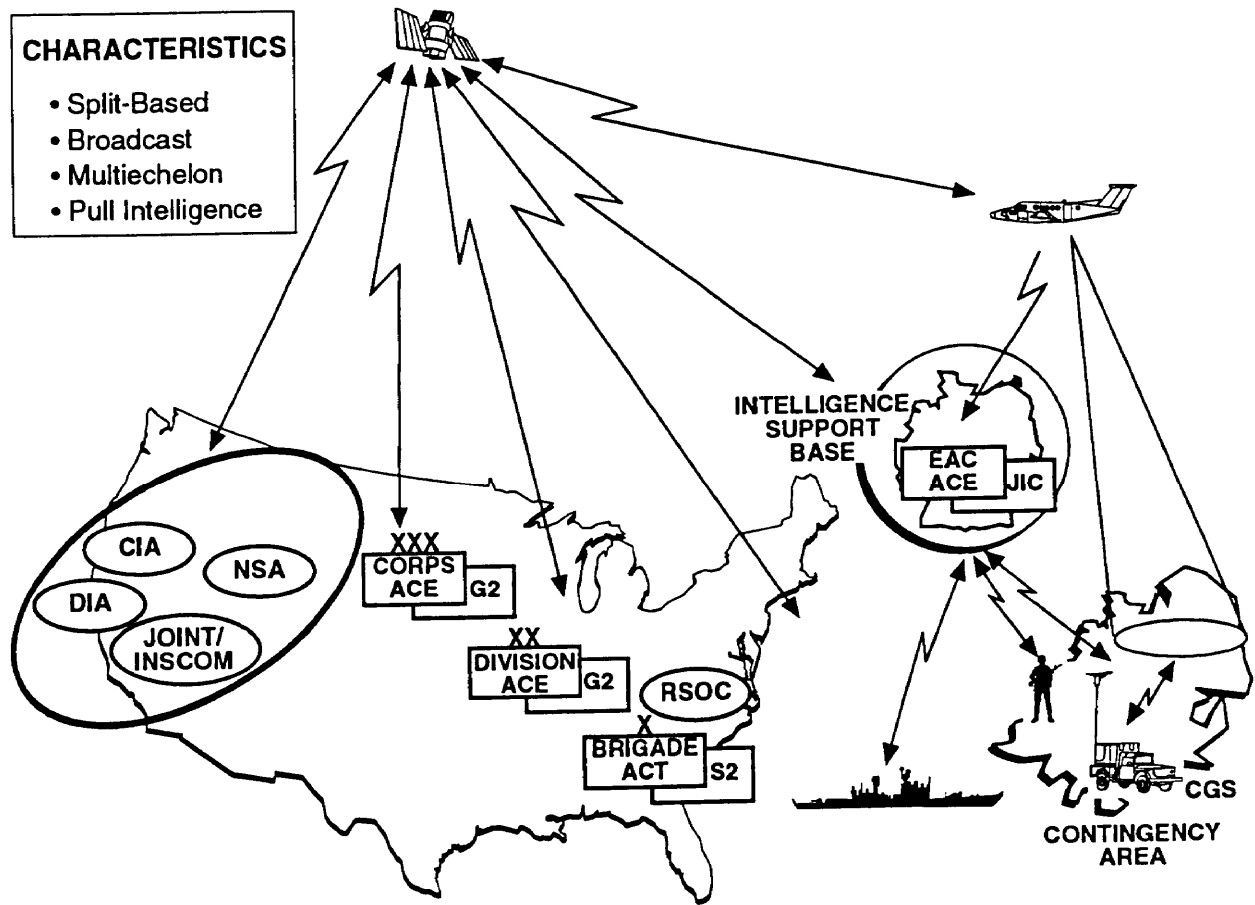 CHARACTERISTICS
• Split-Based
• Broadcast
• Multiechelon
• Pull Intelligence
INTELLIGENCE
SUPPORT
BASE
EAC
ACE
JIC
CIA
NSA
DIA
JOINT/
INSCOM
XXX
CORPS
ACE
G2
XX
DIVISION
ACE
G2
RSOC
X
BRIGADE
ACT
S2
CGS
CONTINGENCY
AREA